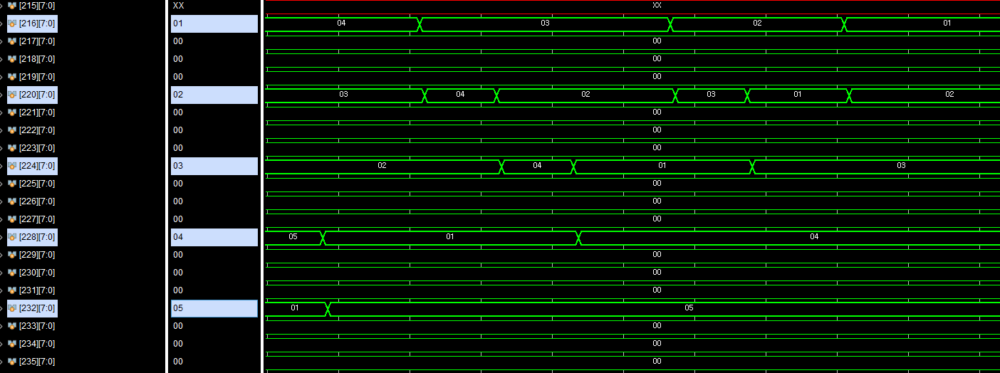 [215][7:0] XX XX
[216][7:0] 01 04 03 02 01
[217][7:0] 00 00
[218][7:0] 00 00
[219][7:0] 00 00
[220][7:0] 02 03 04 02 03 01 02
[221][7:0] 00 00
[222][7:0] 00 00
[223][7:0] 00 00
[224][7:0] 03 02 04 01 03
[225][7:0] 00 00
[226][7:0] 00 00
[227][7:0] 00 00
[228][7:0] 04 05 01 04
[229][7:0] 00 00
[230][7:0] 00 00
[231][7:0] 00 00
[232][7:0] 05 01 05
[233][7:0] 00 00
[234][7:0] 00 00
[235][7:0] 00 00